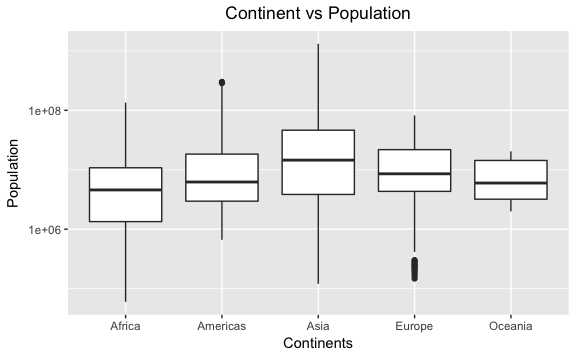 Continent vs Population
Population
1e+08
1e+06
Africa Americas Asia Europe Oceania
Continents